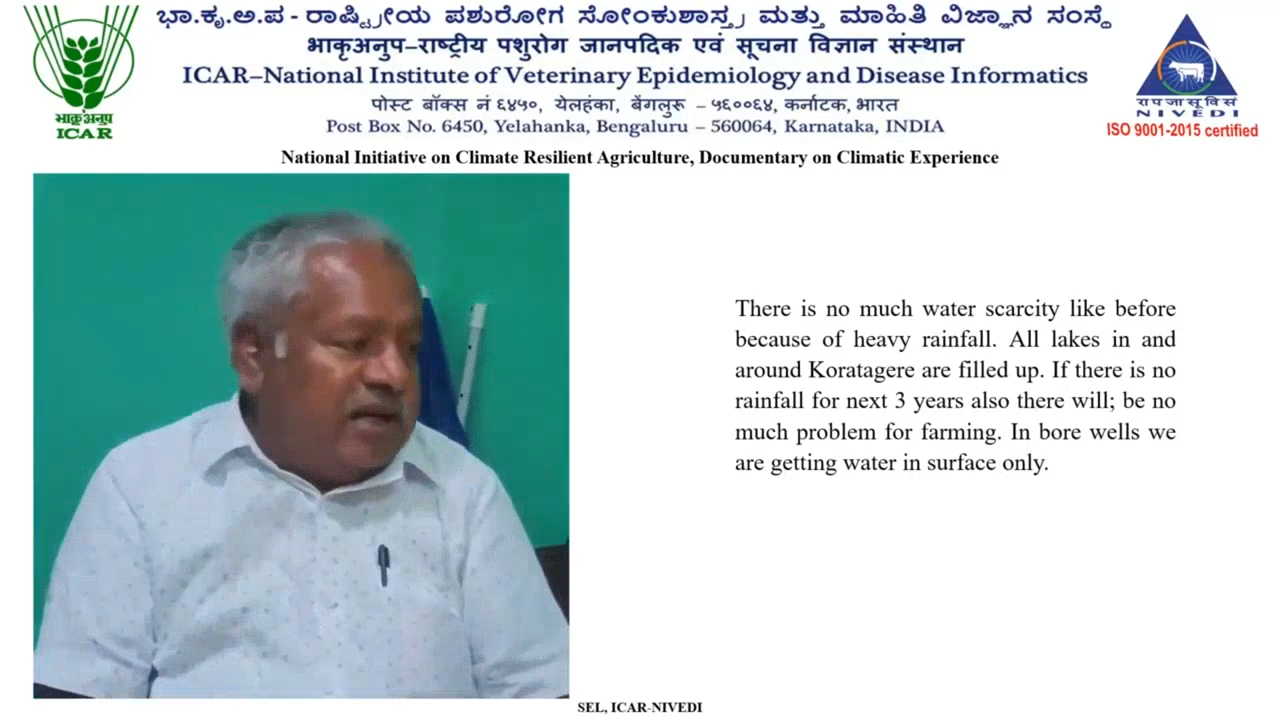 ಭಾ.ಕೃ.ಅ.ಪ - ರಾಷ್ಟ್ರೀಯ ಪಶುರೋಗ ಸೋಂಕುಶಾಸ್ತ್ರ ಮತ್ತು ಮಾಹಿತಿ ವಿಜ್ಞಾನ ಸಂಸ್ಥೆ
भाकृअनुप–राष्ट्रीय पशुरोग जानपदिक एवं सूचना विज्ञान संस्थान
ICAR–National Institute of Veterinary Epidemiology and Disease Informatics
पोस्ट बॉक्स नं ६४५०, येलहंका, बेंगलुरू – ५६००६४, कर्नाटक, भारत
Post Box No. 6450, Yelahanka, Bengaluru – 560064, Karnataka, INDIA
भाकृअनुप
ICAR
रा प जा सू वि सं
NIVEDI
ISO 9001-2015 certified
National Initiative on Climate Resilient Agriculture, Documentary on Climatic Experience
There is no much water scarcity like before
because of heavy rainfall. All lakes in and
around Koratagere are filled up. If there is no
rainfall for next 3 years also there will; be no
much problem for farming. In bore wells we
are getting water in surface only.
SEL, ICAR-NIVEDI